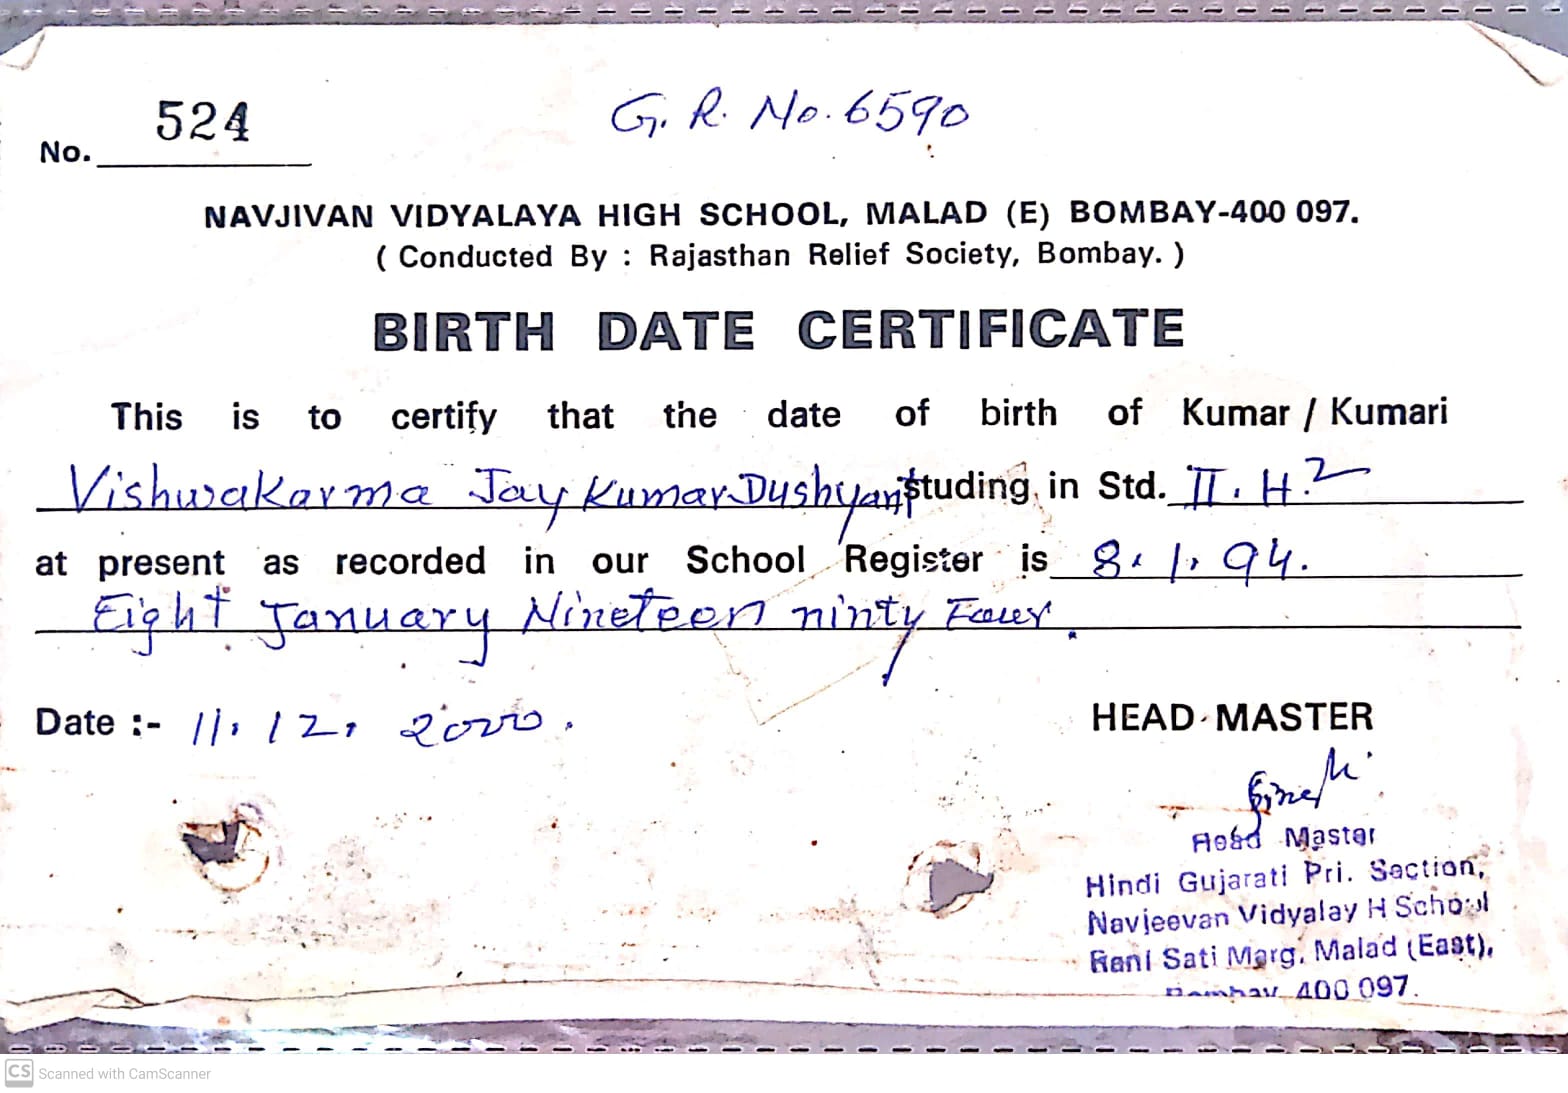 No. 524
G. R. No. 6590
NAVJIVAN VIDYALAYA HIGH SCHOOL, MALAD (E) BOMBAY-400 097.
( Conducted By : Rajasthan Relief Society, Bombay. )
BIRTH DATE CERTIFICATE
This is to certify that the date of birth of Kumar / Kumari
Vishwakarma Jay Kumar Dushyant studing in Std. II. H.2
at present as recorded in our School Register is 8.1.94.
Eight January Nineteen ninty Four.
Date :- 11.12.2000.
HEAD MASTER
Head Master
Hindi Gujarati Pri. Section,
Navjeevan Vidyalay H School
Rani Sati Marg, Malad (East),
Bombay 400 097.
CS Scanned with CamScanner